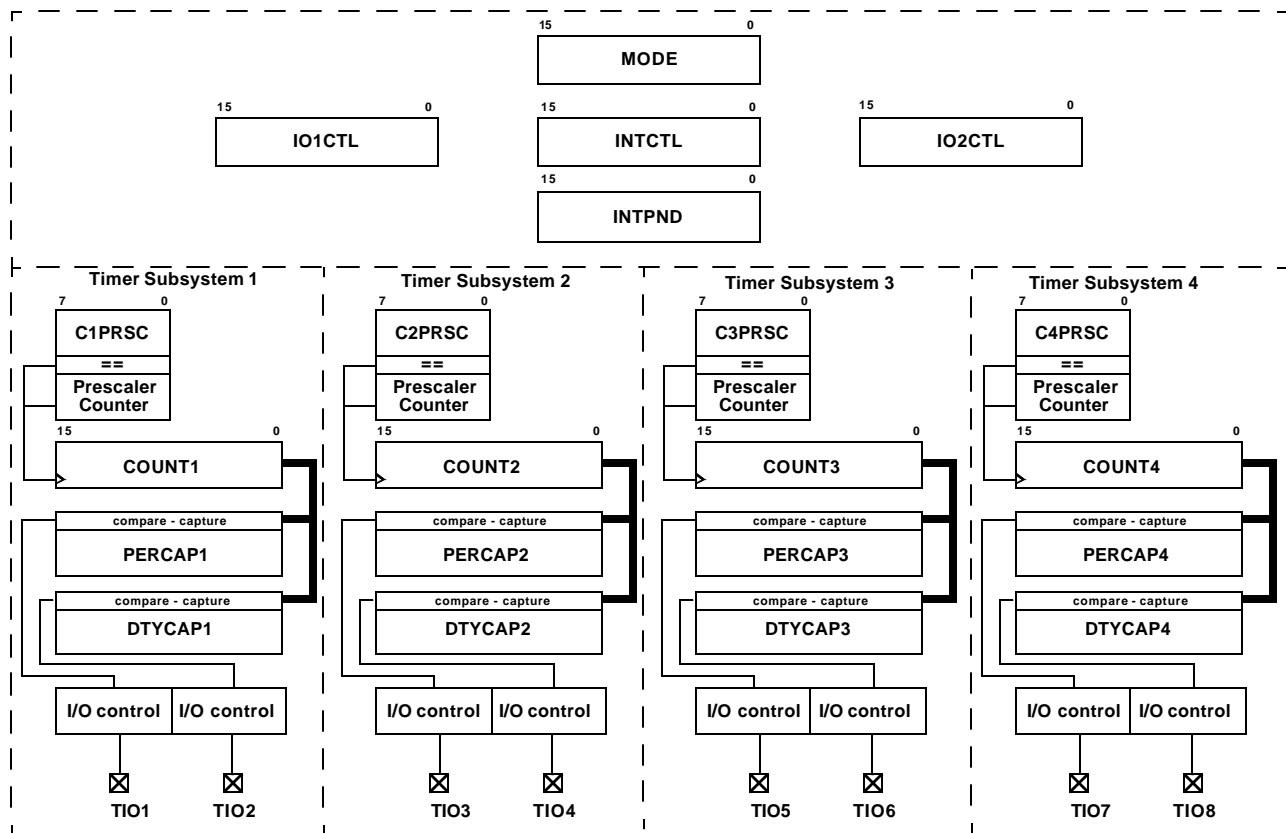 15 0
MODE
15 0 15 0 15 0
IO1CTL INTCTL IO2CTL
15 0
INTPND
Timer Subsystem 1 Timer Subsystem 2 Timer Subsystem 3 Timer Subsystem 4
7 0 7 0 7 0 7 0
C1PRSC C2PRSC C3PRSC C4PRSC
== == == ==
Prescaler Prescaler Prescaler Prescaler
Counter Counter Counter Counter
15 0 15 0 15 0 15 0
COUNT1 COUNT2 COUNT3 COUNT4
compare - capture compare - capture compare - capture compare - capture
PERCAP1 PERCAP2 PERCAP3 PERCAP4
compare - capture compare - capture compare - capture compare - capture
DTYCAP1 DTYCAP2 DTYCAP3 DTYCAP4
I/O control I/O control I/O control I/O control I/O control I/O control I/O control I/O control
TIO1 TIO2 TIO3 TIO4 TIO5 TIO6 TIO7 TIO8